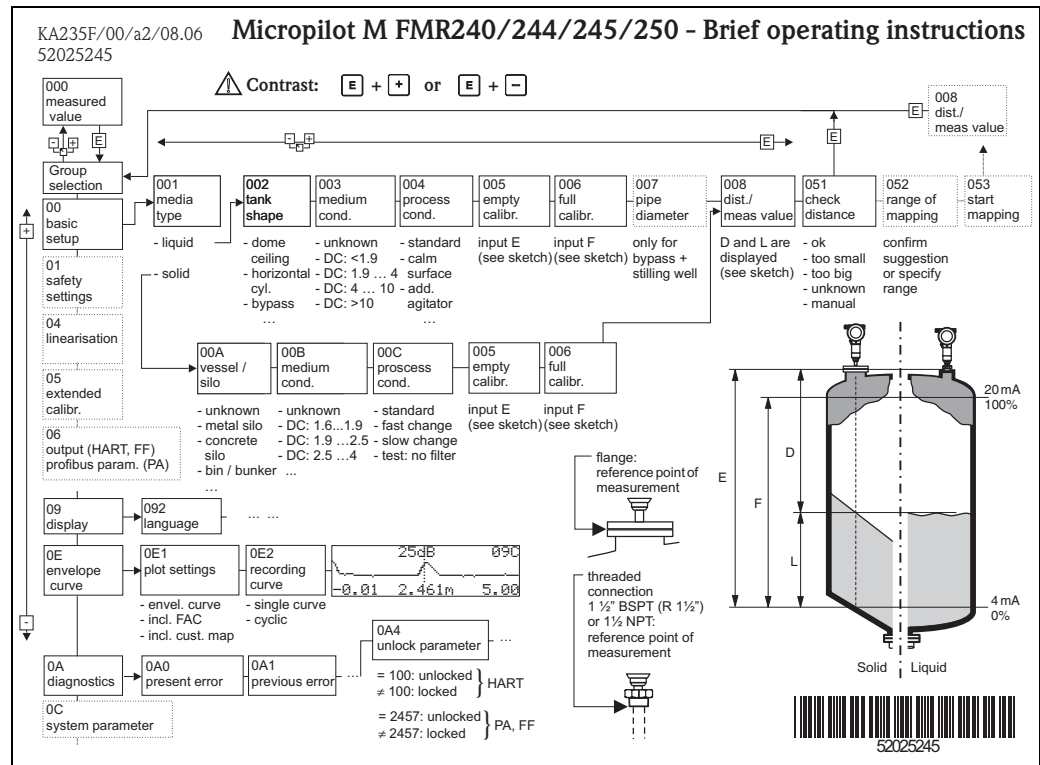 KA235F/00/a2/08.06
52025245
Micropilot M FMR240/244/245/250 - Brief operating instructions
Contrast: E + + or E + −
000
measured
value
- +
E
Group
selection
- +
E
E
E
008
dist./
meas value
00
basic
setup
001
media
type
- liquid
- solid
002
tank
shape
- dome
ceiling
- horizontal
cyl.
- bypass
...
003
medium
cond.
- unknown
- DC: <1.9
- DC: 1.9 ... 4
- DC: 4 ... 10
- DC: >10
004
process
cond.
- standard
- calm
surface
- add.
agitator
...
005
empty
calibr.
input E
(see sketch)
006
full
calibr.
input F
(see sketch)
007
pipe
diameter
only for
bypass +
stilling well
008
dist./
meas value
D and L are
displayed
(see sketch)
051
check
distance
- ok
- too small
- too big
- unknown
- manual
052
range of
mapping
confirm
suggestion
or specify
range
053
start
mapping
+
-
01
safety
settings
04
linearisation
05
extended
calibr.
06
output (HART, FF)
profibus param. (PA)
00A
vessel /
silo
- unknown
- metal silo
- concrete
silo
- bin / bunker
...
00B
medium
cond.
- unknown
- DC: 1.6...1.9
- DC: 1.9 ...2.5
- DC: 2.5 ...4
...
00C
proscess
cond.
- standard
- fast change
- slow change
- test: no filter
005
empty
calibr.
input E
(see sketch)
006
full
calibr.
input F
(see sketch)
09
display
092
language
... ...
0E
envelope
curve
0E1
plot settings
- envel. curve
- incl. FAC
- incl. cust. map
0E2
recording
curve
- single curve
- cyclic
25dB 09C
-0.01 2.461m 5.00
0A
diagnostics
0A0
present error
0A1
previous error
...
0A4
unlock parameter
...
= 100: unlocked
≠ 100: locked
HART
= 2457: unlocked
≠ 2457: locked
PA, FF
0C
system parameter
flange:
reference point of
measurement
threaded
connection
1 ½” BSPT (R 1½”)
or 1½ NPT:
reference point of
measurement
20 mA
100%
D
E
F
L
4 mA
0%
Solid
Liquid
52025245